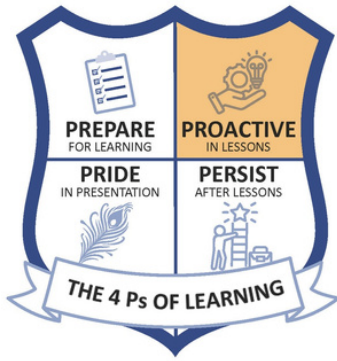 PREPARE
FOR LEARNING
PROACTIVE
IN LESSONS
PRIDE
IN PRESENTATION
PERSIST
AFTER LESSONS
THE 4 Ps OF LEARNING